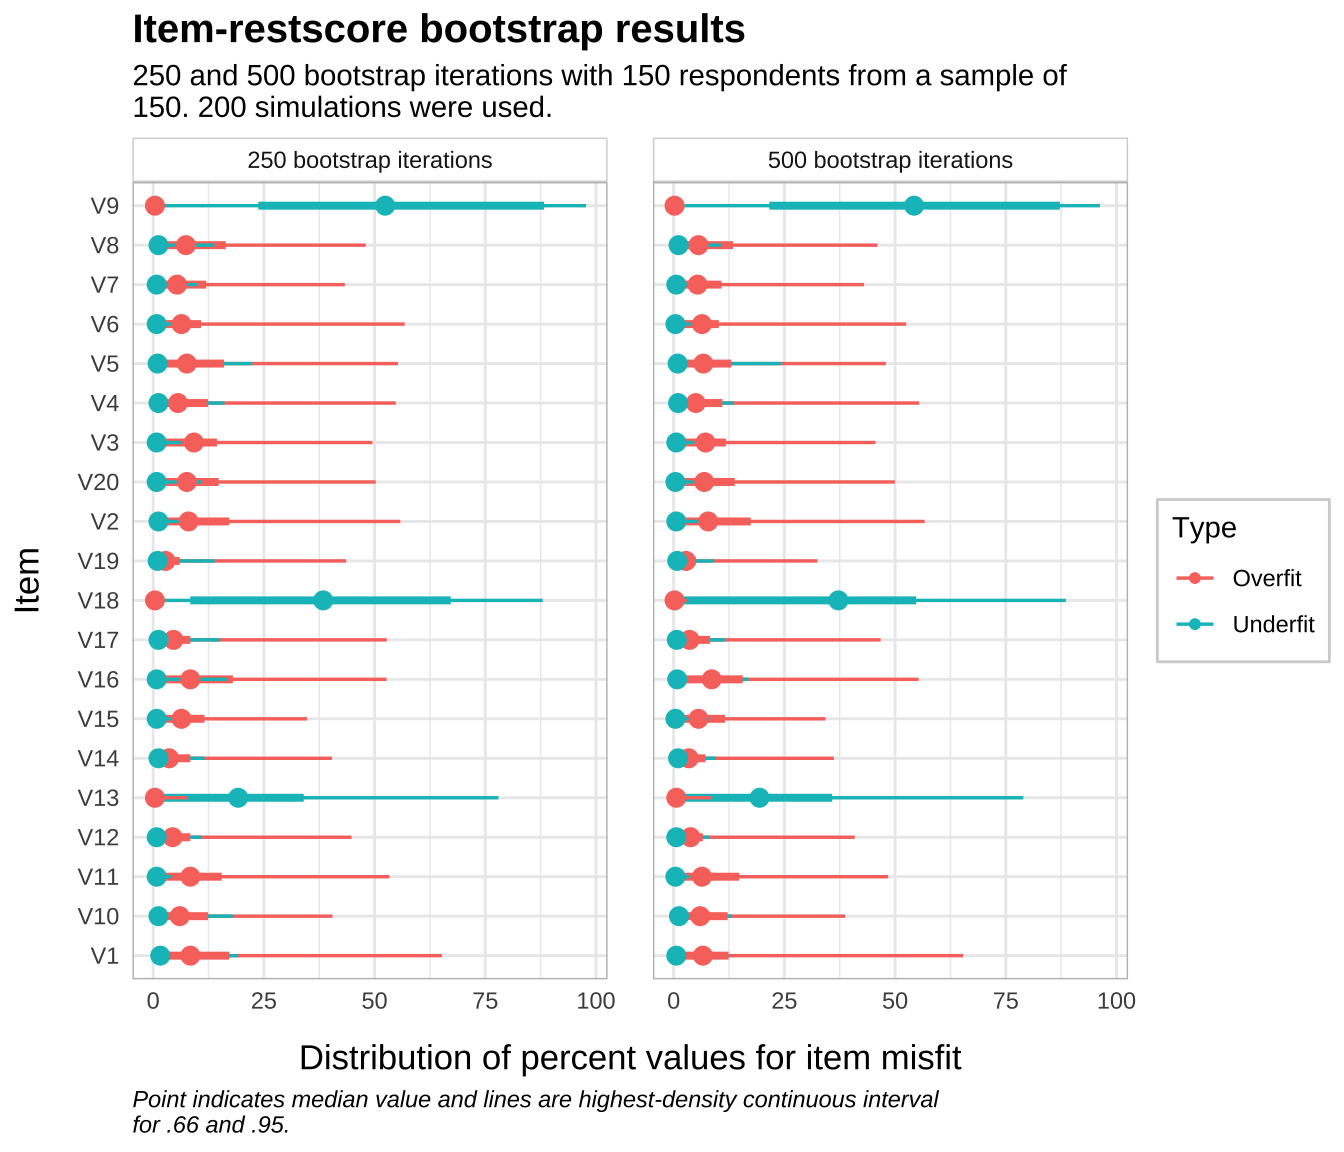 Item-restscore bootstrap results
250 and 500 bootstrap iterations with 150 respondents from a sample of
150. 200 simulations were used.
250 bootstrap iterations
500 bootstrap iterations
Item
V9
V8
V7
V6
V5
V4
V3
V20
V2
V19
V18
V17
V16
V15
V14
V13
V12
V11
V10
V1
0 25 50 75 100
0 25 50 75 100
Distribution of percent values for item misfit
Type
Overfit
Underfit
Point indicates median value and lines are highest-density continuous interval
for .66 and .95.